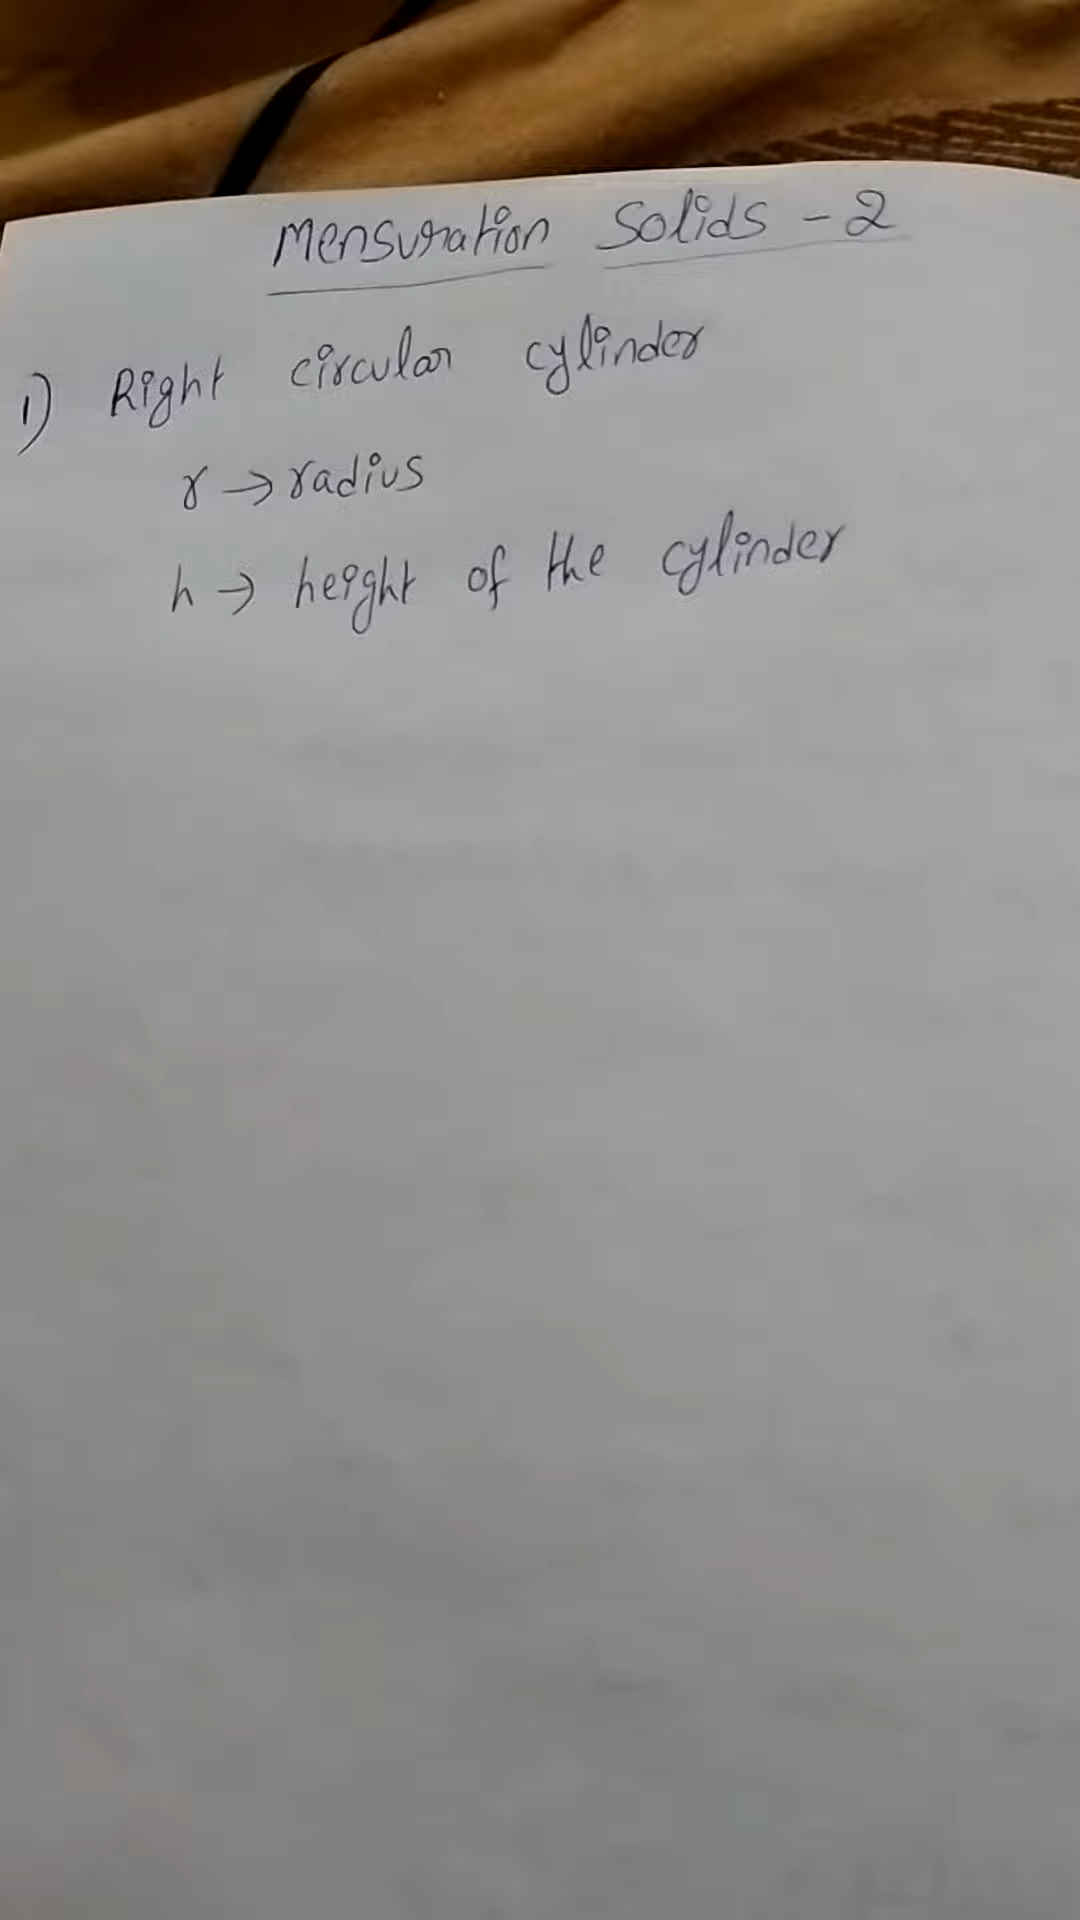 Mensuration Solids - 2
1) Right circular cylinder
r → radius
h → height of the cylinder